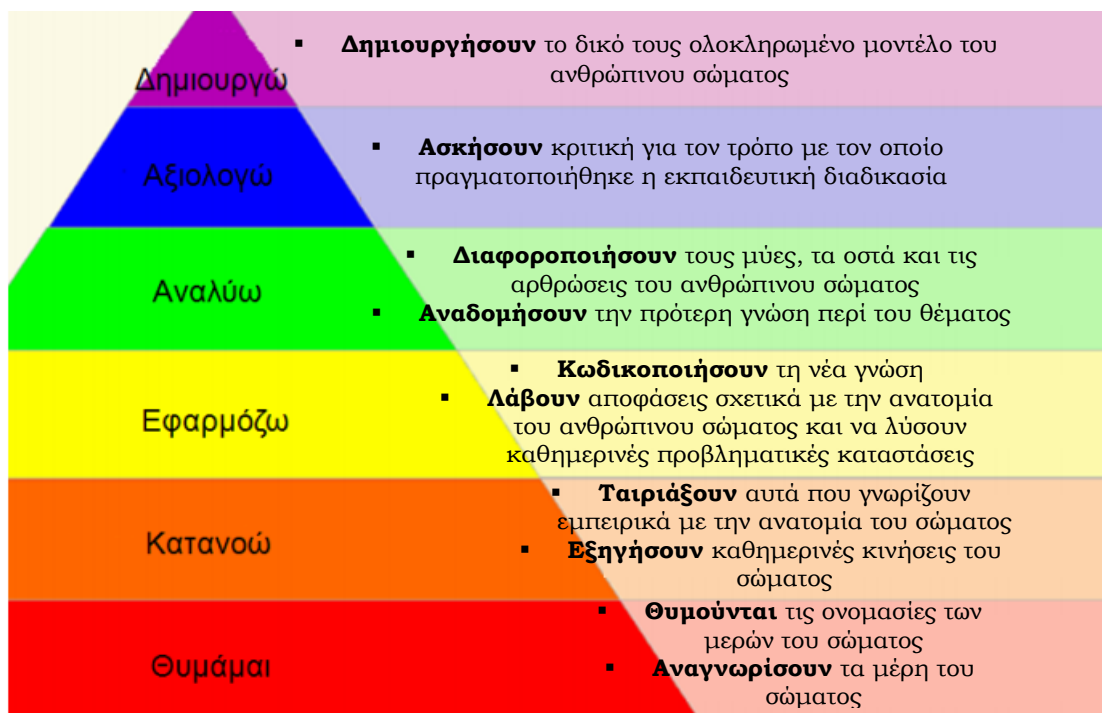 Δημιουργώ
▪ Δημιουργήσουν το δικό τους ολοκληρωμένο μοντέλο του
ανθρώπινου σώματος
Αξιολογώ
▪ Ασκήσουν κριτική για τον τρόπο με τον οποίο
πραγματοποιήθηκε η εκπαιδευτική διαδικασία
Αναλύω
▪ Διαφοροποιήσουν τους μύες, τα οστά και τις
αρθρώσεις του ανθρώπινου σώματος
▪ Αναδομήσουν την πρότερη γνώση περί του θέματος
Εφαρμόζω
▪ Κωδικοποιήσουν τη νέα γνώση
▪ Λάβουν αποφάσεις σχετικά με την ανατομία
του ανθρώπινου σώματος και να λύσουν
καθημερινές προβληματικές καταστάσεις
Κατανοώ
▪ Ταιριάξουν αυτά που γνωρίζουν
εμπειρικά με την ανατομία του σώματος
▪ Εξηγήσουν καθημερινές κινήσεις του
σώματος
Θυμάμαι
▪ Θυμούνται τις ονομασίες των
μερών του σώματος
▪ Αναγνωρίσουν τα μέρη του
σώματος